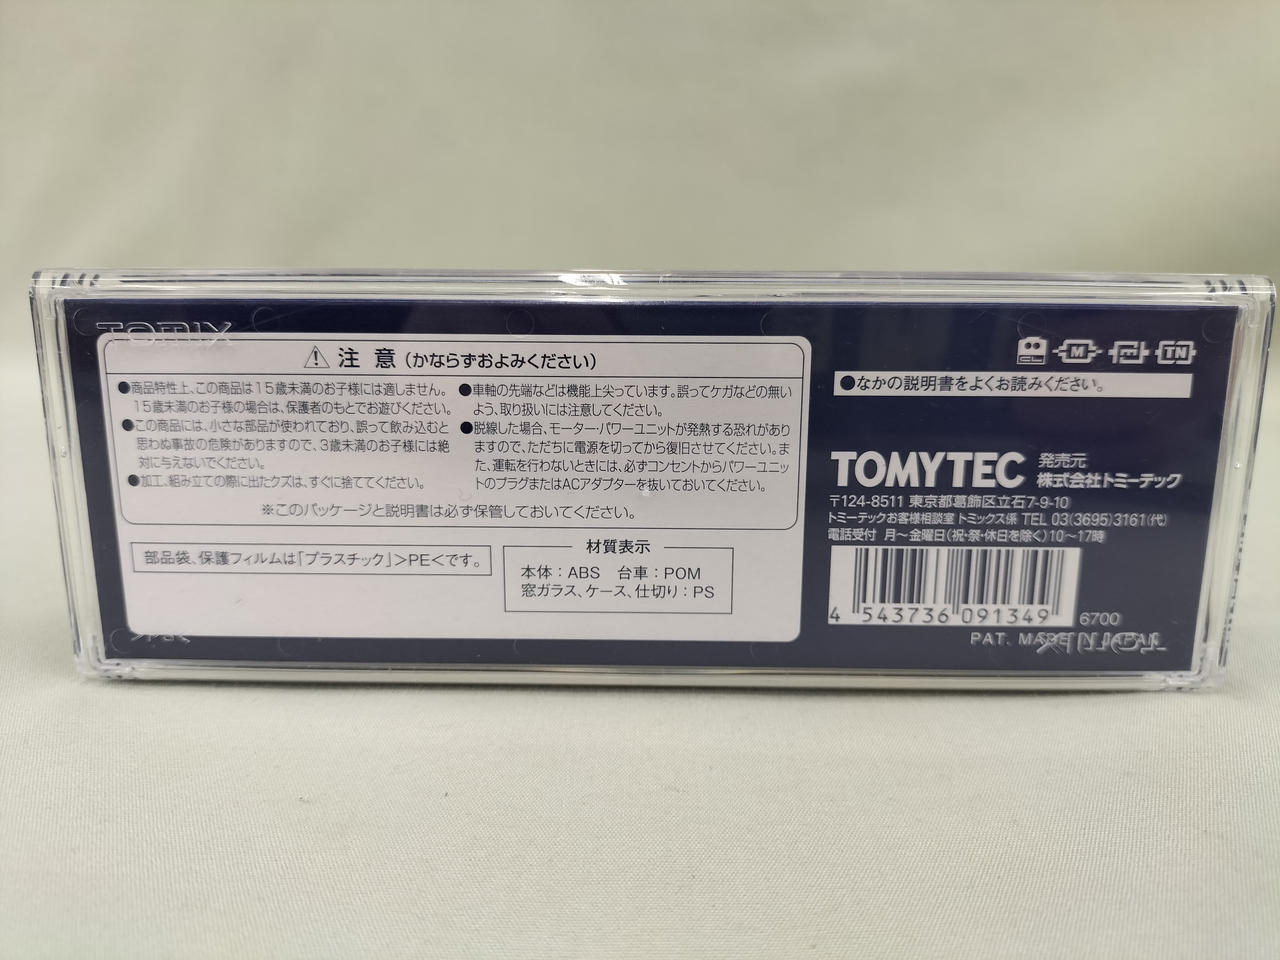 TOMIX
注 意 (かならずおよみください)
●商品特性上、この商品は15歳未満のお子様には適しません。
15歳未満のお子様の場合は、保護者のもとでお遊びください。
●この商品には、小さな部品が使われており、誤って飲み込むと
思わぬ事故の危険がありますので、3歳未満のお子様には絶
対に与えないでください。
●加工、組み立ての際に出たクズは、すぐに捨ててください。
●車軸の先端などは機能上尖っています。誤ってケガなどの無い
よう、取り扱いには注意してください。
●脱線した場合、モーター・パワーユニットが発熱する恐れがあり
ますので、ただちに電源を切ってから復旧させてください。ま
た、運転を行わないときには、必ずコンセントからパワーユニッ
トのプラグまたはACアダプターを抜いておいてください。
※このパッケージと説明書は必ず保管しておいてください。
部品袋、保護フィルムは「プラスチック」>PE<です。
材質表示
本体：ABS 台車：POM
窓ガラス、ケース、仕切り：PS
>PS<
CL M E TN
●なかの説明書をよくお読みください。
TOMYTEC 発売元
株式会社トミーテック
〒124-8511 東京都葛飾区立石7-9-10
トミーテックお客様相談室 トミックス係 TEL 03(3695)3161(代)
電話受付 月〜金曜日(祝・祭・休日を除く)10〜17時
4 543736 091349
6700
PAT. MADE IN JAPAN
TOMIX